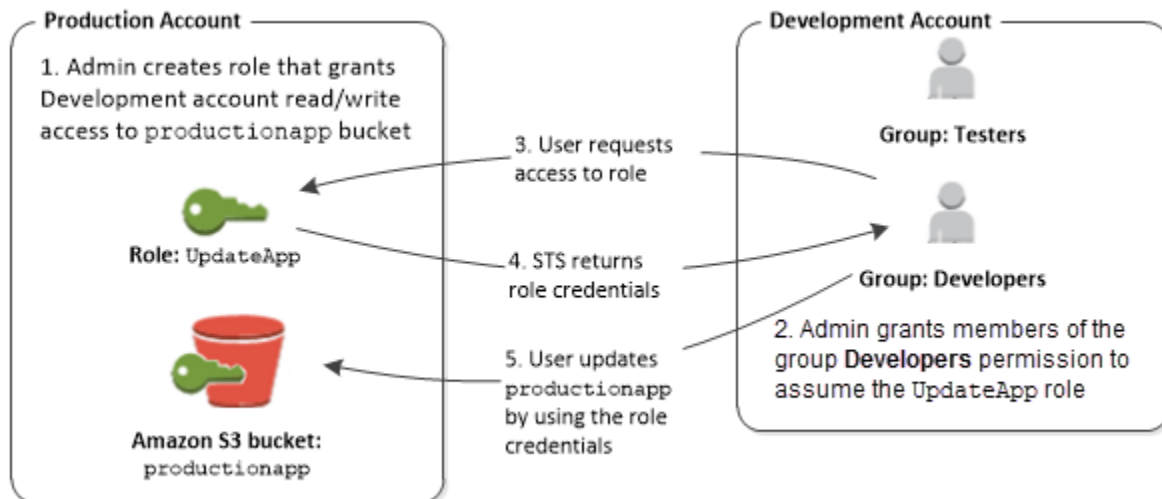 Production Account
1. Admin creates role that grants
Development account read/write
access to productionapp bucket
Role: UpdateApp
Amazon S3 bucket:
productionapp
3. User requests
access to role
4. STS returns
role credentials
5. User updates
productionapp
by using the role
credentials
Development Account
Group: Testers
Group: Developers
2. Admin grants members of the
group Developers permission to
assume the UpdateApp role